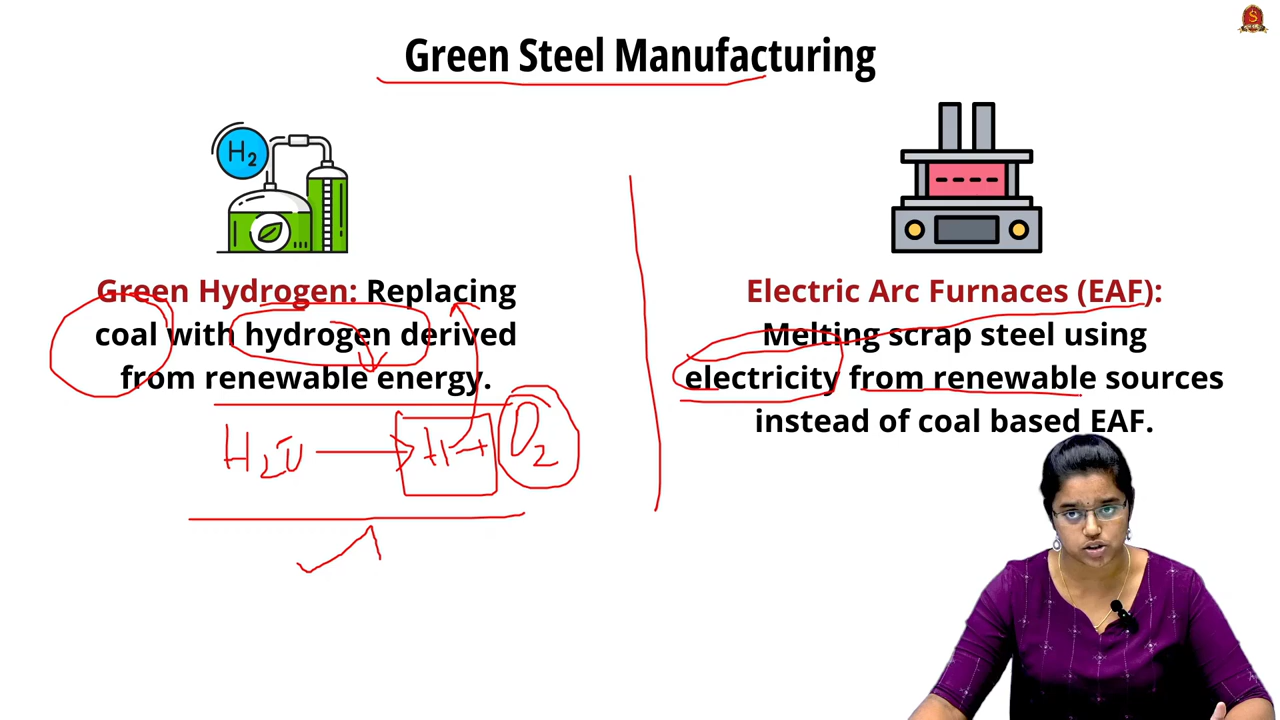 Green Steel Manufacturing
H2
Green Hydrogen: Replacing
coal with hydrogen derived
from renewable energy.
H2O → H + O2
Electric Arc Furnaces (EAF):
Melting scrap steel using
electricity from renewable sources
instead of coal based EAF.